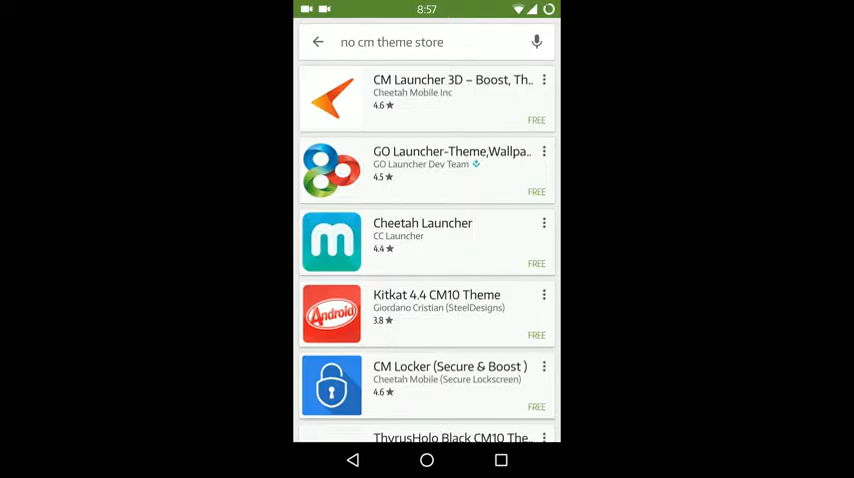 8:57
no cm theme store
CM Launcher 3D – Boost, Th..
Cheetah Mobile Inc
4.6
FREE
GO Launcher-Theme,Wallpa..
GO Launcher Dev Team
4.5
FREE
Cheetah Launcher
CC Launcher
4.4
FREE
Kitkat 4.4 CM10 Theme
Giordano Cristian (SteelDesigns)
Android
3.8
FREE
CM Locker (Secure & Boost )
Cheetah Mobile (Secure Lockscreen)
4.6
FREE
ThyrusHolo Black CM10 The..